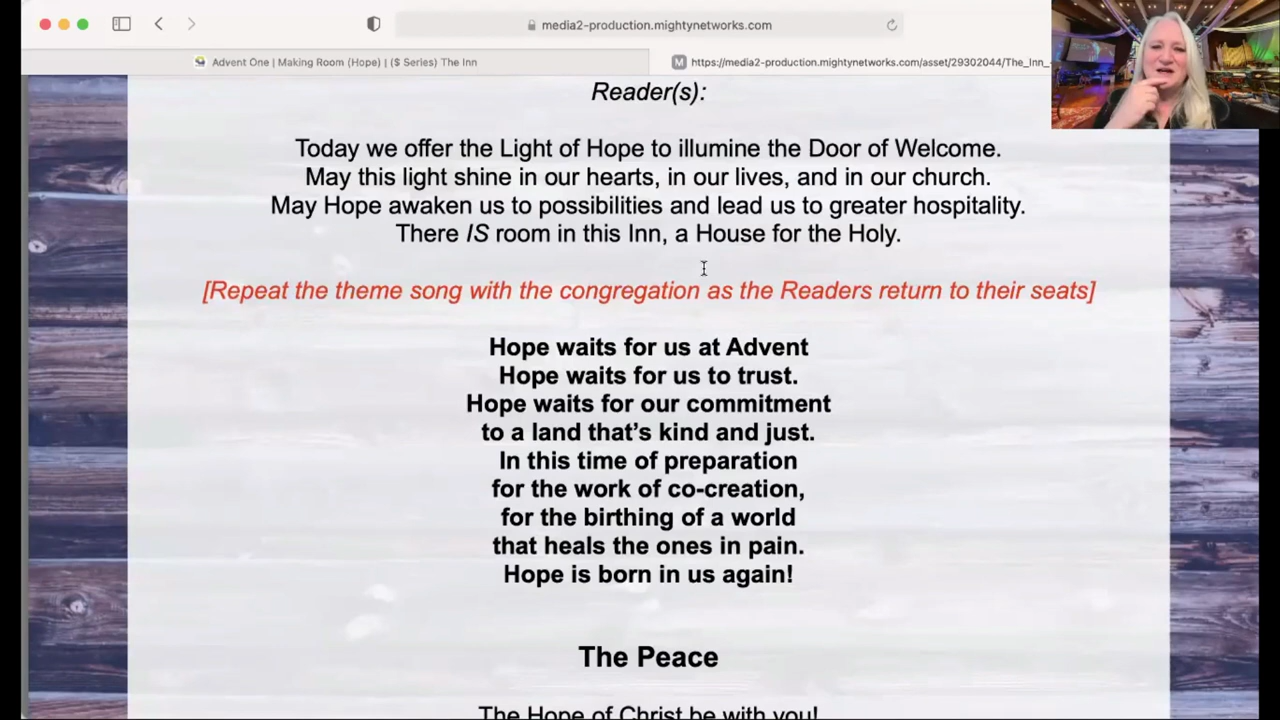 media2-production.mightynetworks.com
Advent One | Making Room (Hope) | ($ Series) The Inn
M https://media2-production.mightynetworks.com/asset/29302044/The_Inn_
Reader(s):
Today we offer the Light of Hope to illumine the Door of Welcome.
May this light shine in our hearts, in our lives, and in our church.
May Hope awaken us to possibilities and lead us to greater hospitality.
There IS room in this Inn, a House for the Holy.
[Repeat the theme song with the congregation as the Readers return to their seats]
Hope waits for us at Advent
Hope waits for us to trust.
Hope waits for our commitment
to a land that’s kind and just.
In this time of preparation
for the work of co-creation,
for the birthing of a world
that heals the ones in pain.
Hope is born in us again!
The Peace
The Hope of Christ be with you!